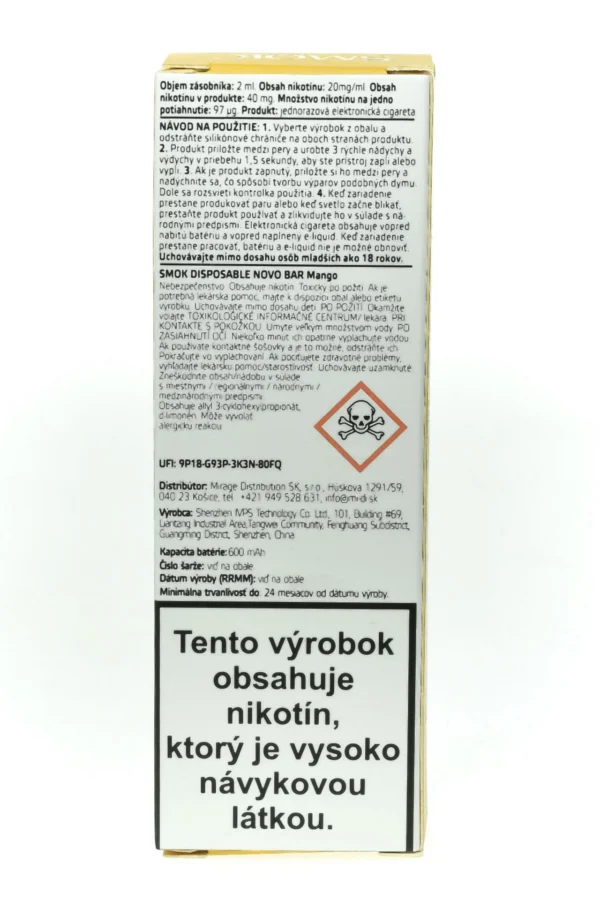 Objem zásobníka: 2 ml. Obsah nikotínu: 20mg/ml. Obsah
nikotínu v produkte: 40 mg. Množstvo nikotínu na jedno
potiahnutie: 97 µg. Produkt: jednorazová elektronická cigareta
NÁVOD NA POUŽITIE: 1. Vyberte výrobok z obalu a
odstráňte silikónové chrániče na oboch stranách produktu.
2. Produkt priložte medzi pery a urobte 3 rýchle nádychy a
výdychy v priebehu 1,5 sekundy, aby ste prístroj zapli alebo
vypli. 3. Ak je produkt zapnutý, priložte si ho medzi pery a
nadýchnite sa, čo spôsobí tvorbu výparov podobných dymu.
Dole sa rozsvieti kontrolka použitia. 4. Keď zariadenie
prestane produkovať paru alebo keď svetlo začne blikať,
prestaňte produkt používať a zlikvidujte ho v súlade s ná-
rodnými predpismi. Elektronická cigareta obsahuje vopred
nabitú batériu a vopred naplnený e-liquid. Keď zariadenie
prestane pracovať, batériu a e-liquid nie je možné obnoviť.
Uchovávajte mimo dosahu osôb mladších ako 18 rokov.
SMOK DISPOSABLE NOVO BAR Mango
Nebezpečenstvo. Obsahuje nikotín. Toxický po požití. Ak je
potrebná lekárska pomoc, majte k dispozícii obal alebo etiketu
výrobku. Uchovávajte mimo dosahu detí. PO POŽITÍ: Okamžite
volajte TOXIKOLOGICKÉ INFORMAČNÉ CENTRUM/ lekára. PRI
KONTAKTE S POKOŽKOU: Umyte veľkým množstvom vody. PO
ZASIAHNUTÍ OČÍ: Niekoľko minút ich opatrne vyplachujte vodou.
Ak používate kontaktné šošovky a je to možné, odstráňte ich.
Pokračujte vo vyplachovaní. Ak pociťujete zdravotné problémy,
vyhľadajte lekársku pomoc/starostlivosť. Uchovávajte uzamknuté.
Zneškodnite obsah/nádobu v súlade
s miestnymi / regionálnymi / národnými /
medzinárodnými predpismi.
Obsahuje allyl 3-cyklohexylpropionát,
d-limonén. Môže vyvolať
alergickú reakciu.
UFI: 9P18-G93P-3K3N-80FQ
Distribútor: Mirage Distribution SK, s.r.o., Húskova 1291/59,
040 23 Košice, tel. +421 949 528 631, info@mi-di.sk
Výrobca: Shenzhen IVPS Technology Co. Ltd., 101, Building #69,
Liantang Industrial Area,Tangwei Community, Fenghuang Subdistrict,
Guangming District, Shenzhen, China
Kapacita batérie: 600 mAh
Číslo šarže: viď na obale
Dátum výroby (RRMM): viď na obale
Minimálna trvanlivosť do: 24 mesiacov od dátumu výroby.
Tento výrobok
obsahuje
nikotín,
ktorý je vysoko
návykovou
látkou.